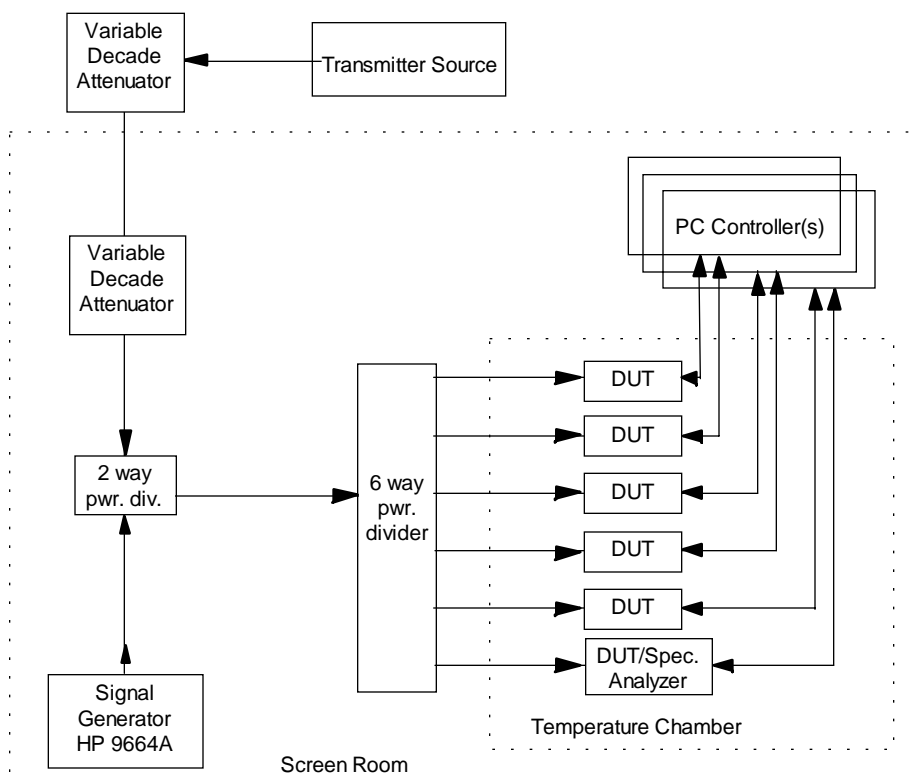 Variable
Decade
Attenuator
Transmitter Source
PC Controller(s)
Variable
Decade
Attenuator
DUT
DUT
2 way
pwr. div.
6 way
pwr.
divider
DUT
DUT
DUT
DUT/Spec.
Analyzer
Signal
Generator
HP 9664A
Temperature Chamber
Screen Room